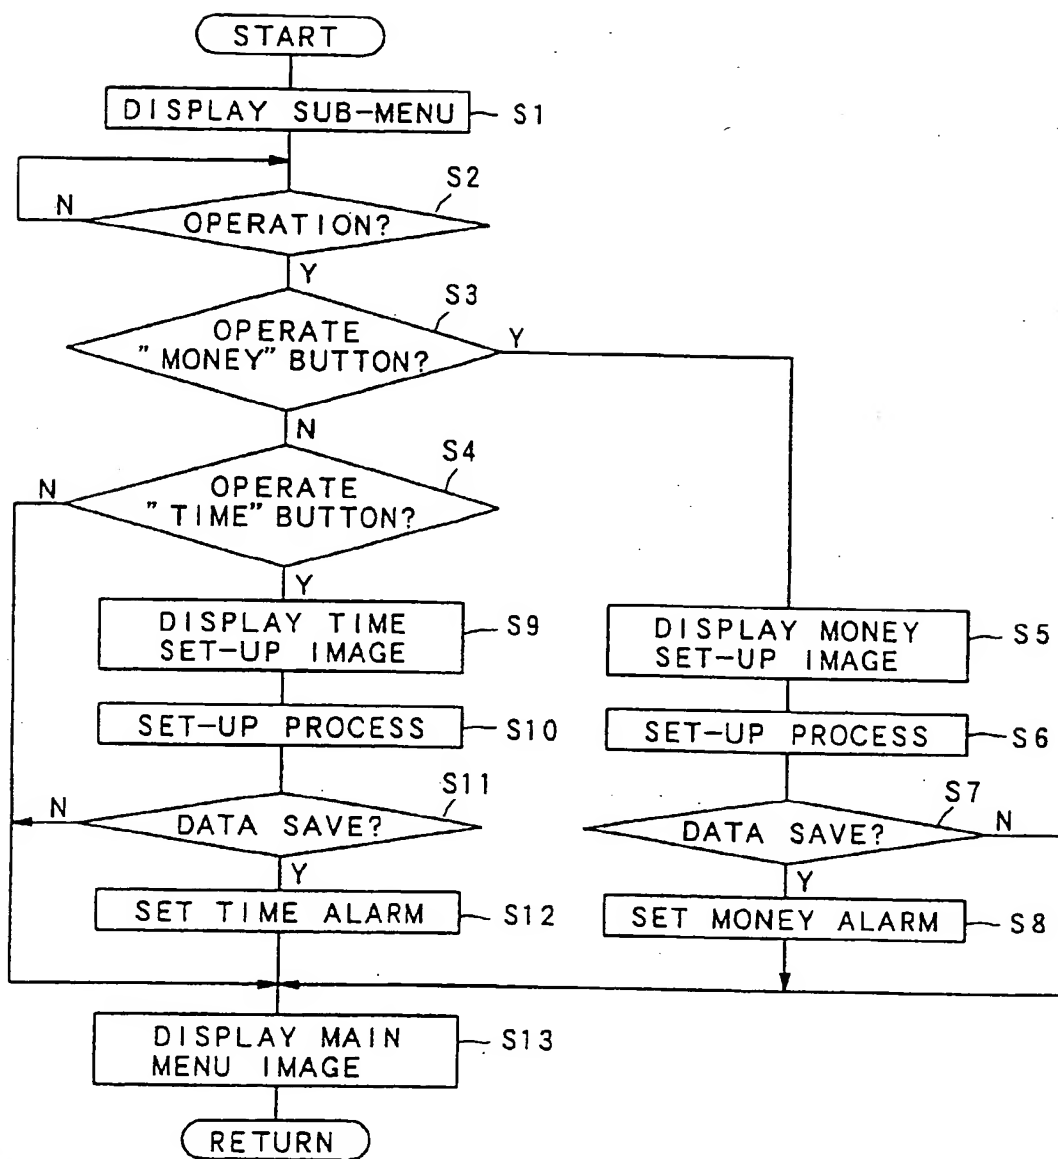 START
DISPLAY SUB-MENU
S1
S2
N
OPERATION?
Y
S3
OPERATE
"MONEY" BUTTON?
Y
N
S4
N
OPERATE
"TIME" BUTTON?
Y
DISPLAY TIME
SET-UP IMAGE
S9
DISPLAY MONEY
SET-UP IMAGE
S5
SET-UP PROCESS
S10
SET-UP PROCESS
S6
S11
N
DATA SAVE?
Y
S7
DATA SAVE?
N
Y
SET TIME ALARM
S12
SET MONEY ALARM
S8
DISPLAY MAIN
MENU IMAGE
S13
RETURN